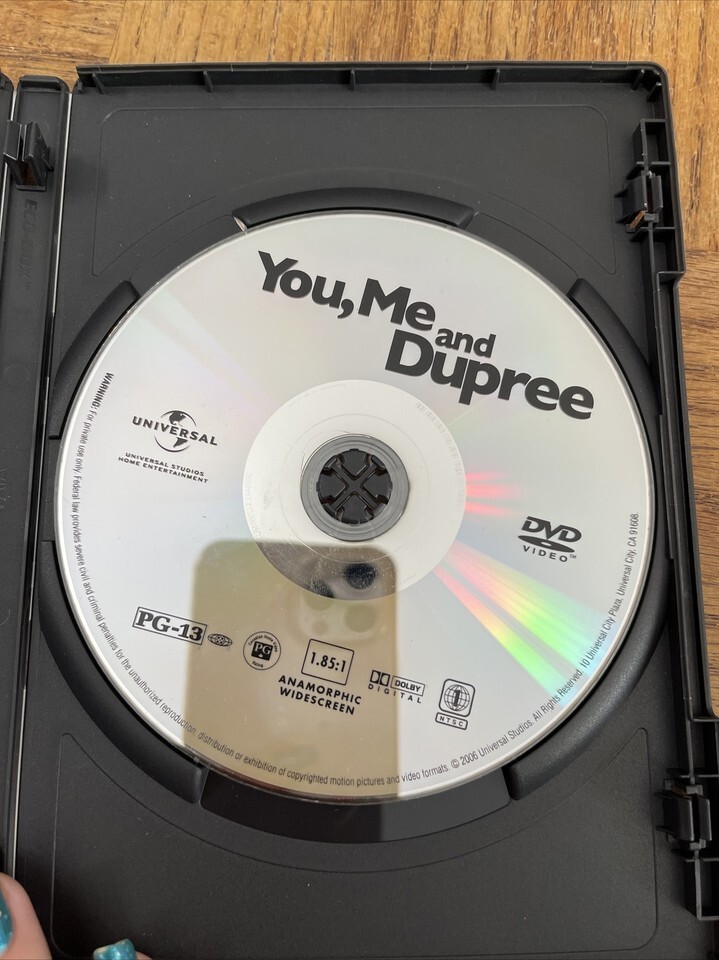 You, Me and
Dupree
UNIVERSAL
UNIVERSAL STUDIOS
HOME ENTERTAINMENT
DVD
VIDEO™
PG-13
PG
1.85:1
ANAMORPHIC
WIDESCREEN
DOLBY
DIGITAL
1
NTSC
WARNING: For private use only. Federal law provides severe civil and criminal penalties for the unauthorized reproduction, distribution or exhibition of copyrighted motion pictures and video formats. © 2006 Universal Studios. All Rights Reserved. 10 Universal City Plaza, Universal City, CA 91608.